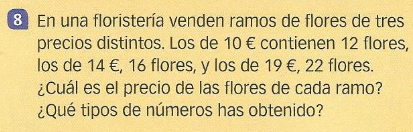 8 En una floristería venden ramos de flores de tres
precios distintos. Los de 10 € contienen 12 flores,
los de 14 €, 16 flores, y los de 19 €, 22 flores.
¿Cuál es el precio de las flores de cada ramo?
¿Qué tipos de números has obtenido?